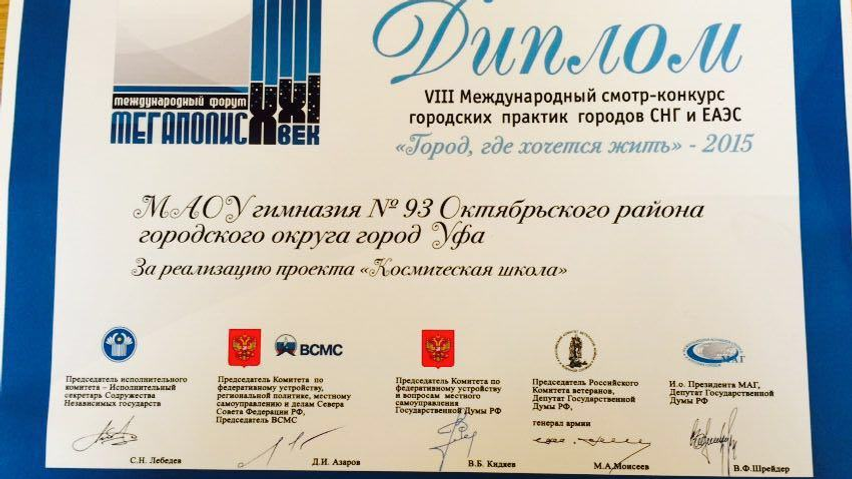 Диплом
международный форум
МЕГАПОЛИС
XXI
ВЕК
VIII Международный смотр-конкурс
городских практик городов СНГ и ЕАЭС
«Город, где хочется жить» - 2015
МАОУ гимназия № 93 Октябрьского района
городского округа город Уфа
За реализацию проекта «Космическая школа»
ВСМС
МАГ
Председатель исполнительного
комитета – Исполнительный
секретарь Содружества
Независимых государств
С.Н. Лебедев
Председатель Комитета по
федеративному устройству,
региональной политике, местному
самоуправлению и делам Севера
Совета Федерации РФ,
Председатель ВСМС
Д.И. Азаров
Председатель Комитета по
федеративному устройству
и вопросам местного
самоуправления
Государственной Думы РФ
В.Б. Кидяев
Председатель Российского
Комитета ветеранов,
Депутат Государственной
Думы РФ,
генерал армии
М.А.Моисеев
И.о. Президента МАГ,
Депутат Государственной
Думы РФ
В.Ф.Шрейдер